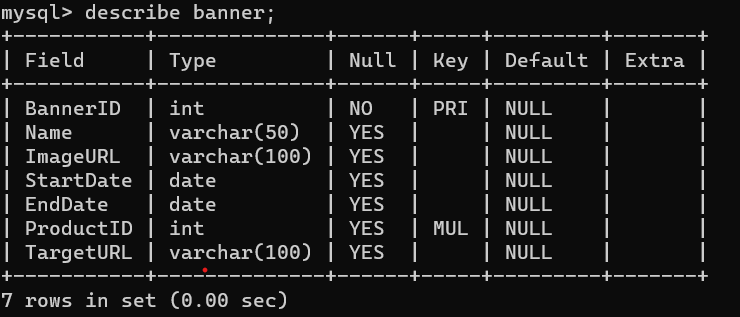 mysql> describe banner;
+-----------+--------------+------+-----+---------+-------+
| Field     | Type         | Null | Key | Default | Extra |
+-----------+--------------+------+-----+---------+-------+
| BannerID  | int          | NO   | PRI | NULL    |       |
| Name      | varchar(50)  | YES  |     | NULL    |       |
| ImageURL  | varchar(100) | YES  |     | NULL    |       |
| StartDate | date         | YES  |     | NULL    |       |
| EndDate   | date         | YES  |     | NULL    |       |
| ProductID | int          | YES  | MUL | NULL    |       |
| TargetURL | varchar(100) | YES  |     | NULL    |       |
+-----------+--------------+------+-----+---------+-------+
7 rows in set (0.00 sec)